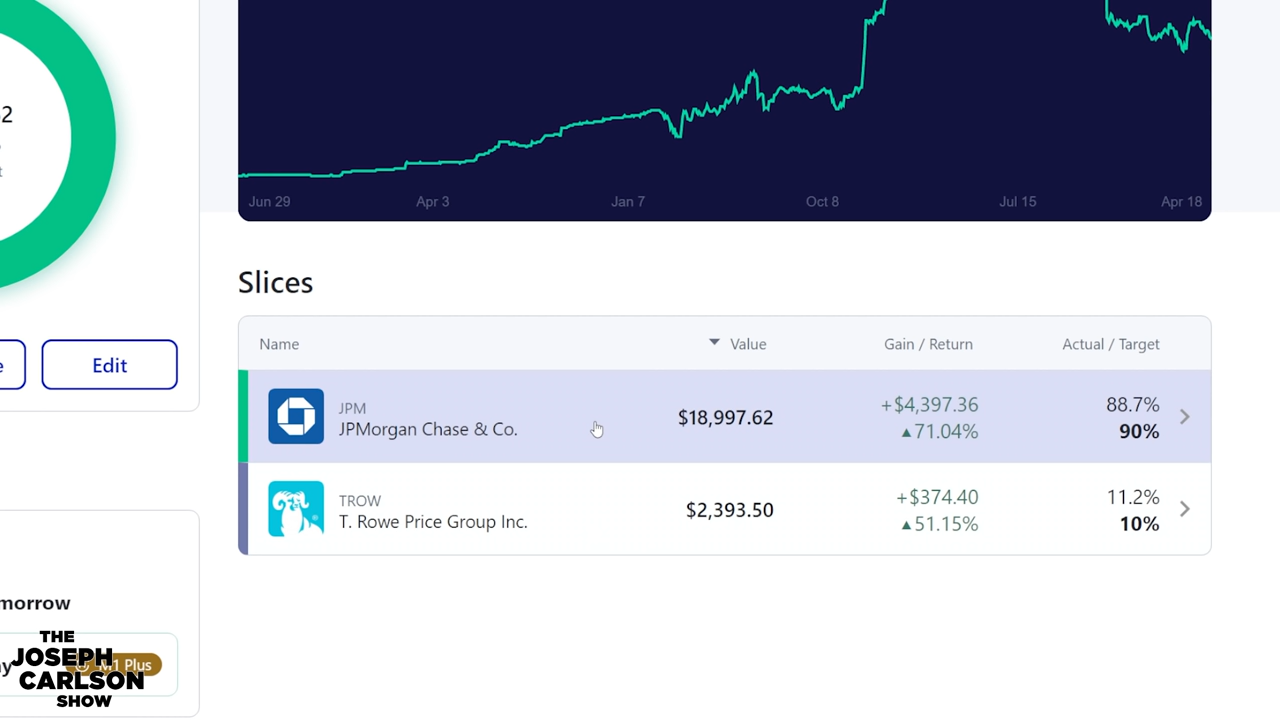 Jun 29 Apr 3 Jan 7 Oct 8 Jul 15 Apr 18
Slices
Edit
Name Value Gain / Return Actual / Target
JPM
JPMorgan Chase & Co.
$18,997.62
+$4,397.36
▲71.04%
88.7%
90%
TROW
T. Rowe Price Group Inc.
$2,393.50
+$374.40
▲51.15%
11.2%
10%
M1 Plus
THE
JOSEPH
CARLSON
SHOW